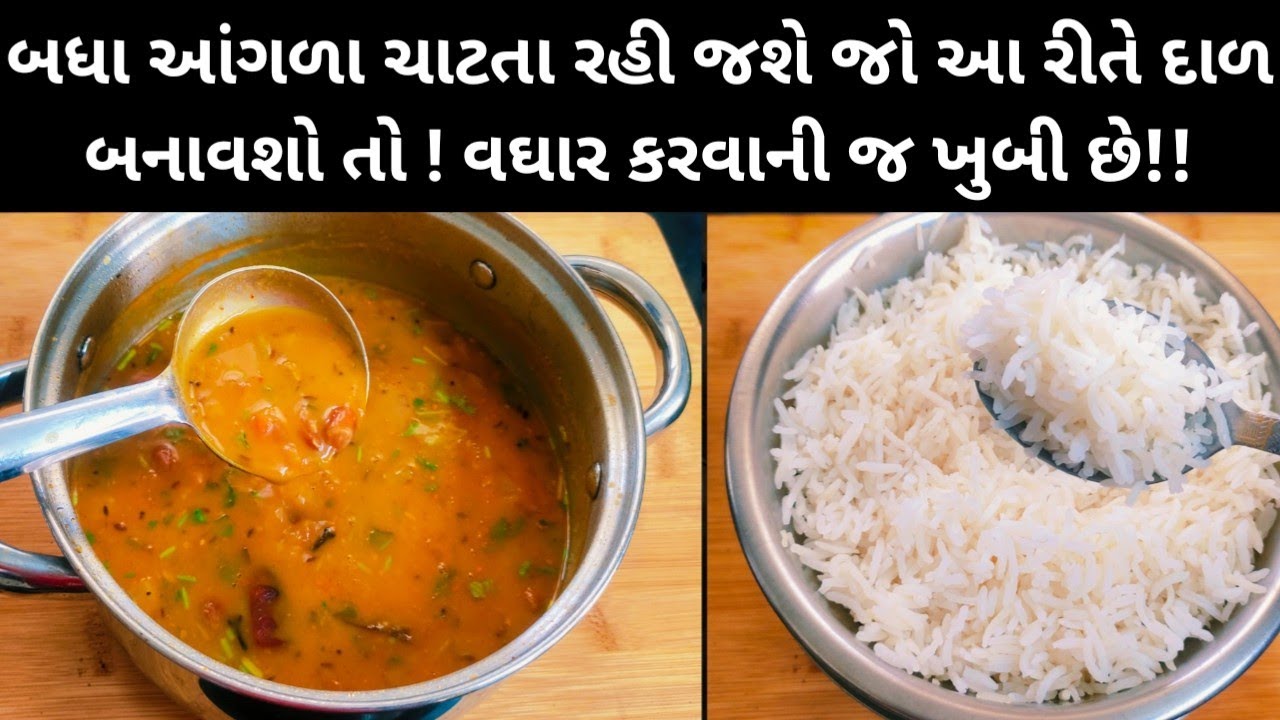 બધા આંગળા ચાટતા રહી જશે જો આ રીતે દાળ
બનાવશો તો ! વઘાર કરવાની જ ખુબી છે!!